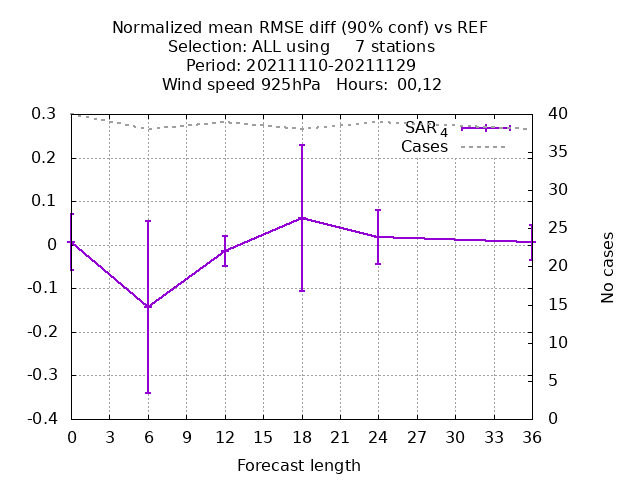 Normalized mean RMSE diff (90% conf) vs REF
Selection: ALL using     7 stations
Period: 20211110-20211129
Wind speed 925hPa   Hours:  00,12
0.3
0.2
0.1
0
-0.1
-0.2
-0.3
-0.4
40
35
30
25
20
15
10
5
0
SAR 4
Cases
No cases
0 3 6 9 12 15 18 21 24 27 30 33 36
Forecast length